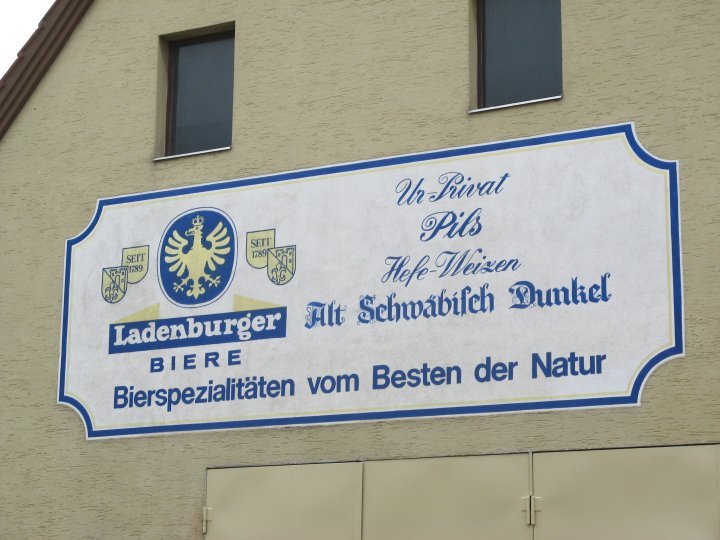 SEIT
1789
SEIT
1789
Ladenburger
BIERE
Ur-Privat
Pils
Hefe-Weizen
Alt Schwäbisch Dunkel
Bierspezialitäten vom Besten der Natur